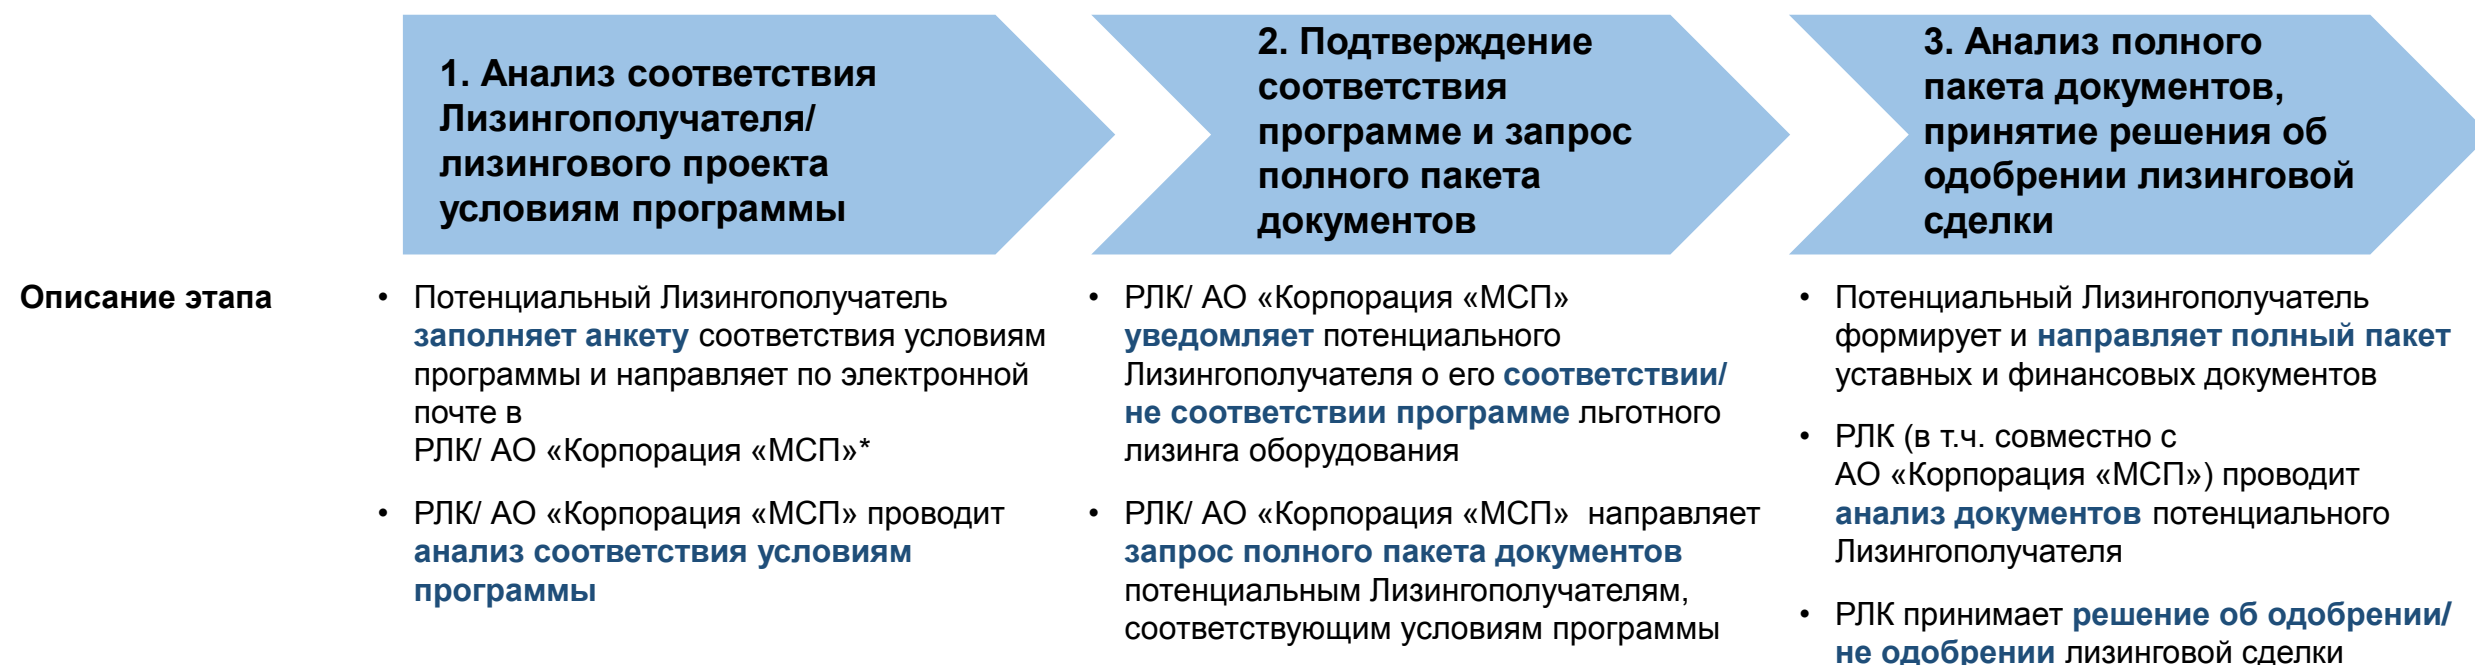 1. Анализ соответствия
Лизингополучателя/
лизингового проекта
условиям программы
2. Подтверждение
соответствия
программе и запрос
полного пакета
документов
3. Анализ полного
пакета документов,
принятие решения об
одобрении лизинговой
сделки
Описание этапа
• Потенциальный Лизингополучатель
заполняет анкету соответствия условиям
программы и направляет по электронной
почте в
РЛК/ АО «Корпорация «МСП»*
• РЛК/ АО «Корпорация «МСП» проводит
анализ соответствия условиям
программы
• РЛК/ АО «Корпорация «МСП»
уведомляет потенциального
Лизингополучателя о его соответствии/
не соответствии программе льготного
лизинга оборудования
• РЛК/ АО «Корпорация «МСП»  направляет
запрос полного пакета документов
потенциальным Лизингополучателям,
соответствующим условиям программы
• Потенциальный Лизингополучатель
формирует и направляет полный пакет
уставных и финансовых документов
• РЛК (в т.ч. совместно с
АО «Корпорация «МСП») проводит
анализ документов потенциального
Лизингополучателя
• РЛК принимает решение об одобрении/
не одобрении лизинговой сделки